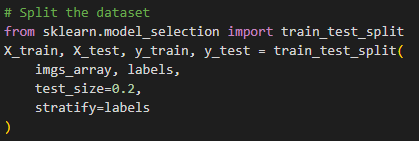 # Split the dataset
from sklearn.model_selection import train_test_split
X_train, X_test, y_train, y_test = train_test_split(
    imgs_array, labels,
    test_size=0.2,
    stratify=labels
)